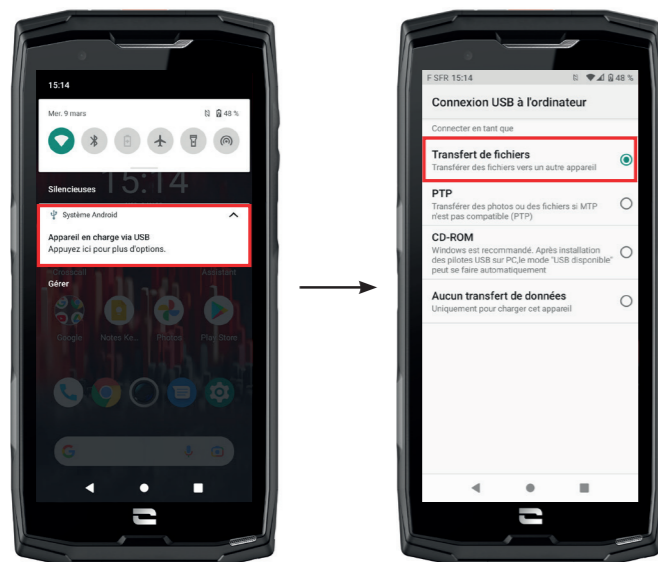 15:14
Mer. 9 mars
48 %
15:14
Silencieuses
Système Android
Appareil en charge via USB
Appuyez ici pour plus d'options.
Assistant
Gérer
Google
Notes Ke…
Photos
Play Store
F SFR 15:14
48 %
Connexion USB à l'ordinateur
Connecter en tant que
Transfert de fichiers
Transférer des fichiers vers un autre appareil
PTP
Transférer des photos ou des fichiers si MTP
n'est pas compatible (PTP)
CD-ROM
Windows est recommandé. Après installation
des pilotes USB sur PC,le mode "USB disponible"
peut se faire automatiquement
Aucun transfert de données
Uniquement pour charger cet appareil